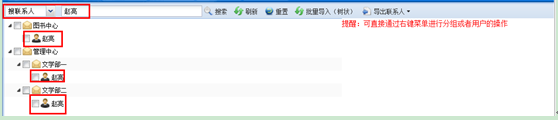 搜联系人 赵高 搜索 刷新 重置 批量导入（树状） 导出联系人
提醒：可直接通过右键菜单进行分组或者用户的操作
图书中心
赵高
管理中心
文学部一
赵高
文学部二
赵高